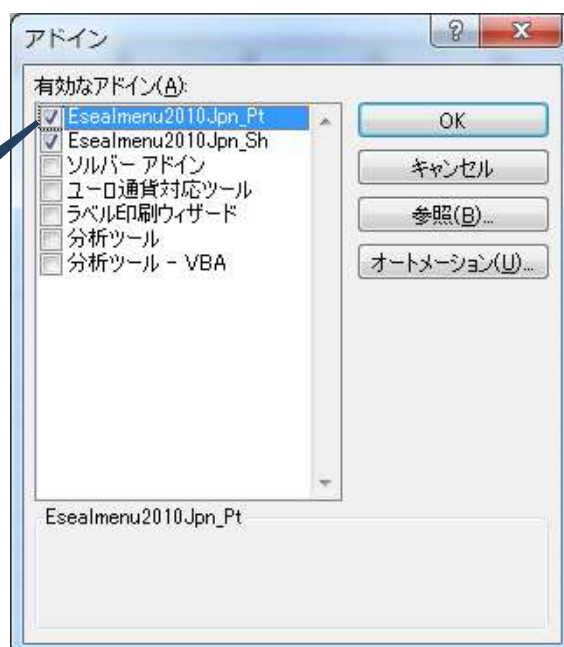 アドイン
有効なアドイン(A):
Esealmenu2010Jpn_Pt
Esealmenu2010Jpn_Sh
ソルバー アドイン
ユーロ通貨対応ツール
ラベル印刷ウィザード
分析ツール
分析ツール - VBA
OK
キャンセル
参照(B)...
オートメーション(U)...
Esealmenu2010Jpn_Pt